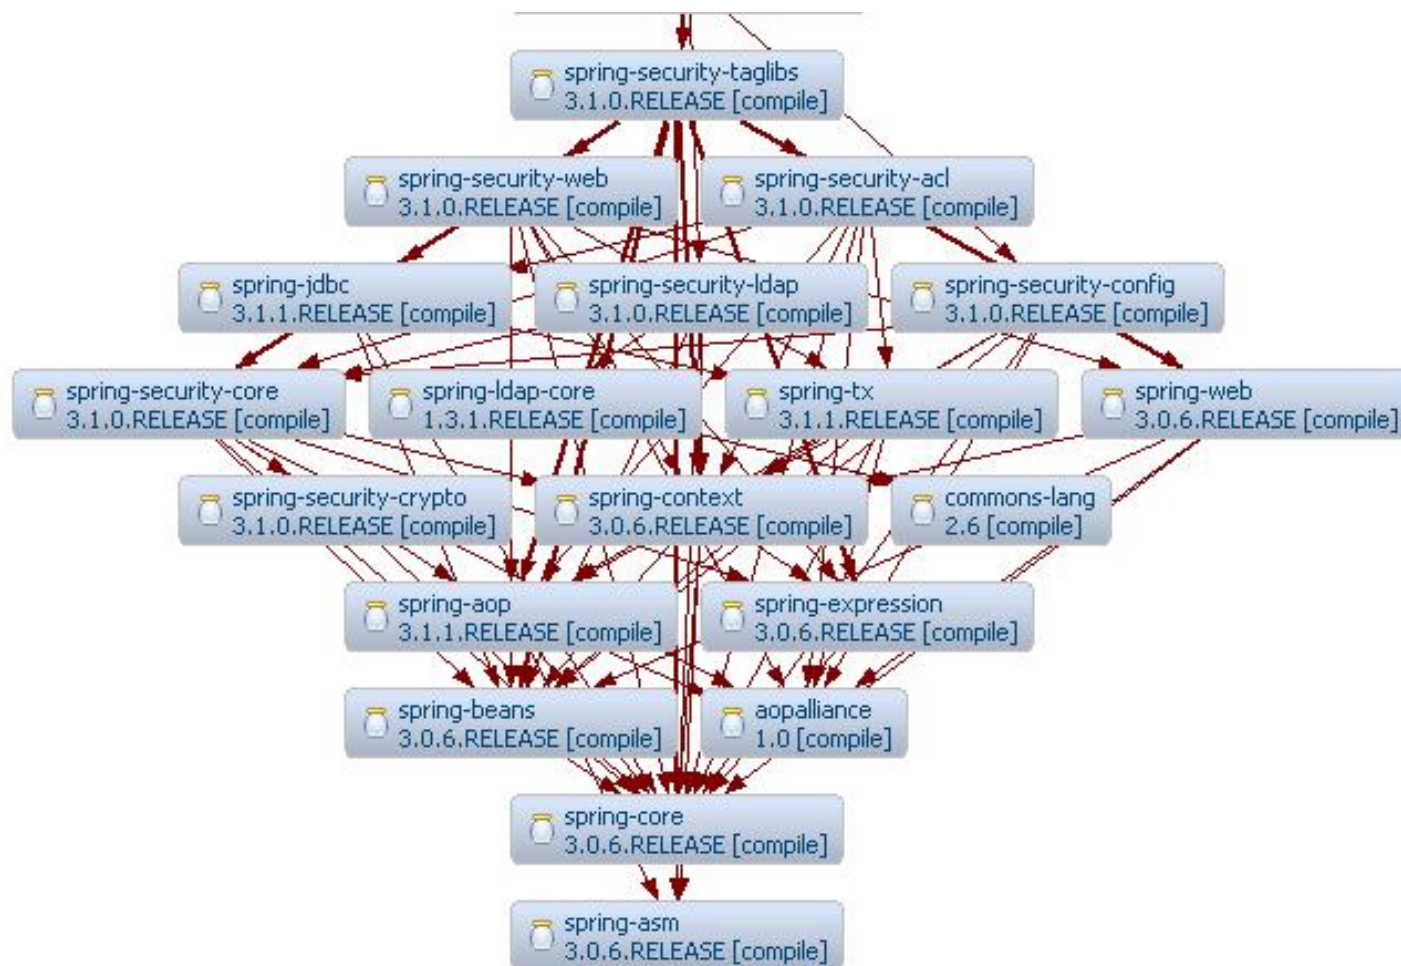 spring-security-taglibs
3.1.0.RELEASE [compile]
spring-security-web
3.1.0.RELEASE [compile]
spring-security-acl
3.1.0.RELEASE [compile]
spring-jdbc
3.1.1.RELEASE [compile]
spring-security-ldap
3.1.0.RELEASE [compile]
spring-security-config
3.1.0.RELEASE [compile]
spring-security-core
3.1.0.RELEASE [compile]
spring-ldap-core
1.3.1.RELEASE [compile]
spring-tx
3.1.1.RELEASE [compile]
spring-web
3.0.6.RELEASE [compile]
spring-security-crypto
3.1.0.RELEASE [compile]
spring-context
3.0.6.RELEASE [compile]
commons-lang
2.6 [compile]
spring-aop
3.1.1.RELEASE [compile]
spring-expression
3.0.6.RELEASE [compile]
spring-beans
3.0.6.RELEASE [compile]
aopalliance
1.0 [compile]
spring-core
3.0.6.RELEASE [compile]
spring-asm
3.0.6.RELEASE [compile]